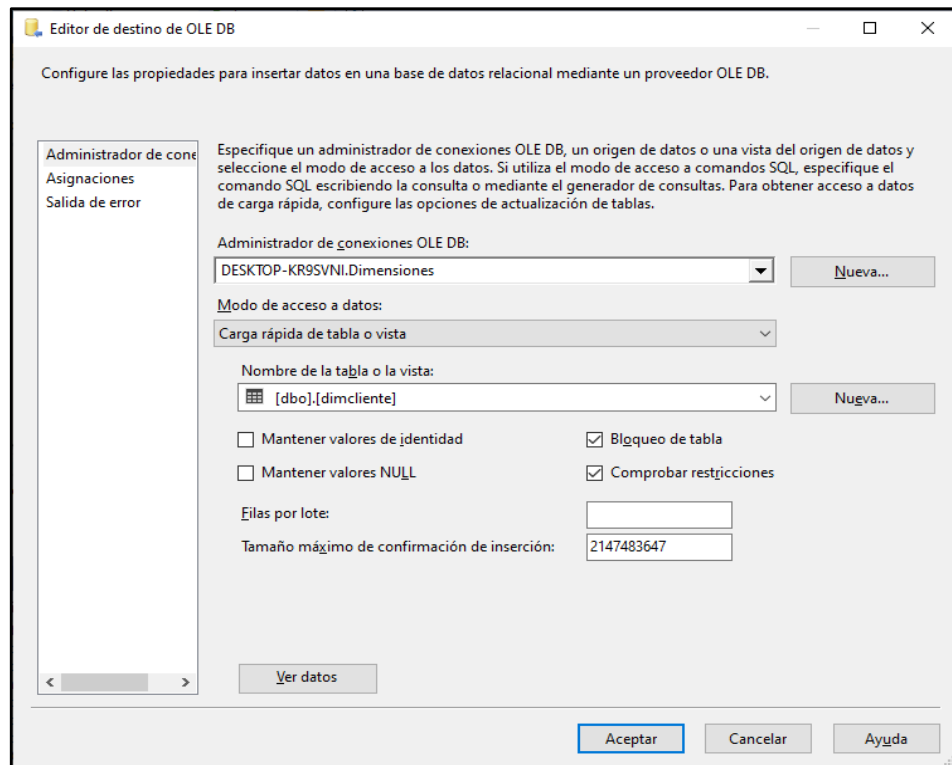 Editor de destino de OLE DB
Configure las propiedades para insertar datos en una base de datos relacional mediante un proveedor OLE DB.
Administrador de cone
Asignaciones
Salida de error
Especifique un administrador de conexiones OLE DB, un origen de datos o una vista del origen de datos y
seleccione el modo de acceso a los datos. Si utiliza el modo de acceso a comandos SQL, especifique el
comando SQL escribiendo la consulta o mediante el generador de consultas. Para obtener acceso a datos
de carga rápida, configure las opciones de actualización de tablas.
Administrador de conexiones OLE DB:
DESKTOP-KR9SVNI.Dimensiones
Nueva...
Modo de acceso a datos:
Carga rápida de tabla o vista
Nombre de la tabla o la vista:
[dbo].[dimcliente]
Nueva...
Mantener valores de identidad
Bloqueo de tabla
Mantener valores NULL
Comprobar restricciones
Filas por lote:
Tamaño máximo de confirmación de inserción:
2147483647
Ver datos
Aceptar
Cancelar
Ayuda